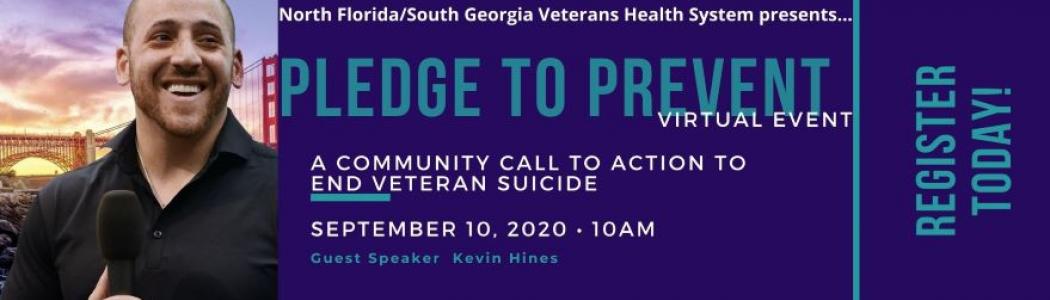 North Florida/South Georgia Veterans Health System presents...
PLEDGE TO PREVENT
VIRTUAL EVENT
A COMMUNITY CALL TO ACTION TO
END VETERAN SUICIDE
SEPTEMBER 10, 2020 • 10AM
Guest Speaker Kevin Hines
REGISTER
TODAY!